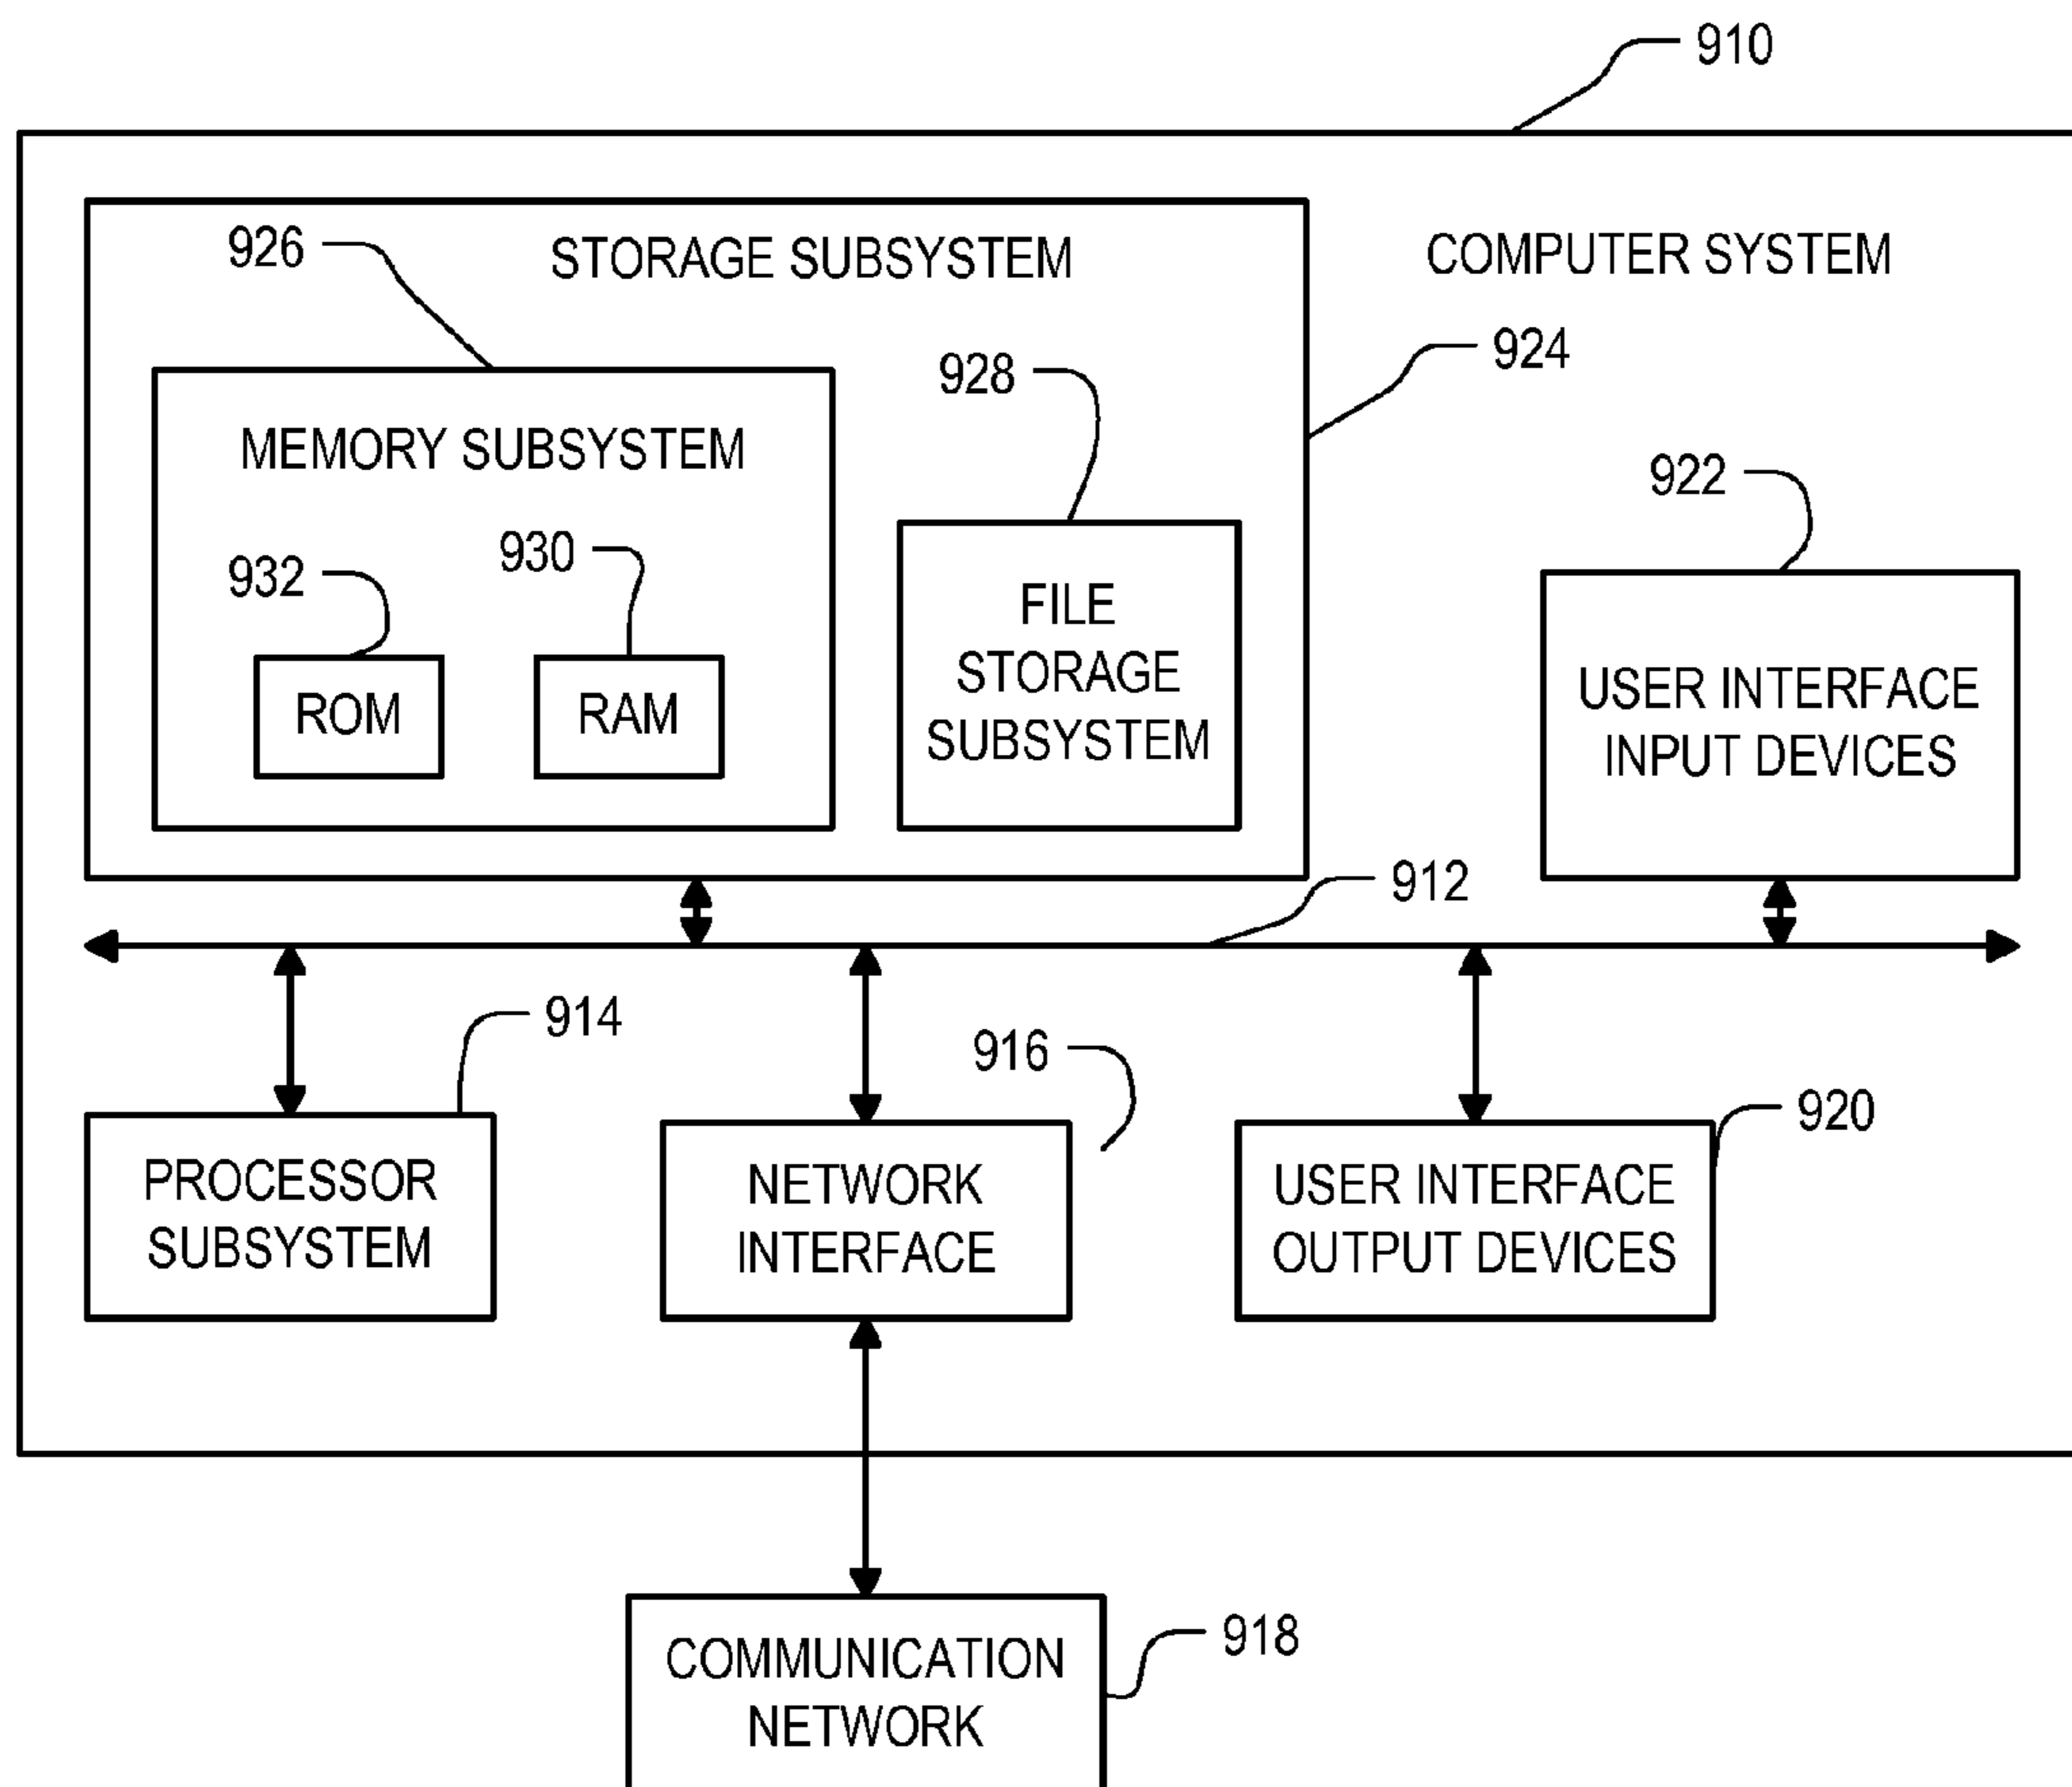 910
926
STORAGE SUBSYSTEM
COMPUTER SYSTEM
924
928
MEMORY SUBSYSTEM
922
930
932
FILE
STORAGE
SUBSYSTEM
ROM
RAM
USER INTERFACE
INPUT DEVICES
912
914
916
920
PROCESSOR
SUBSYSTEM
NETWORK
INTERFACE
USER INTERFACE
OUTPUT DEVICES
918
COMMUNICATION
NETWORK